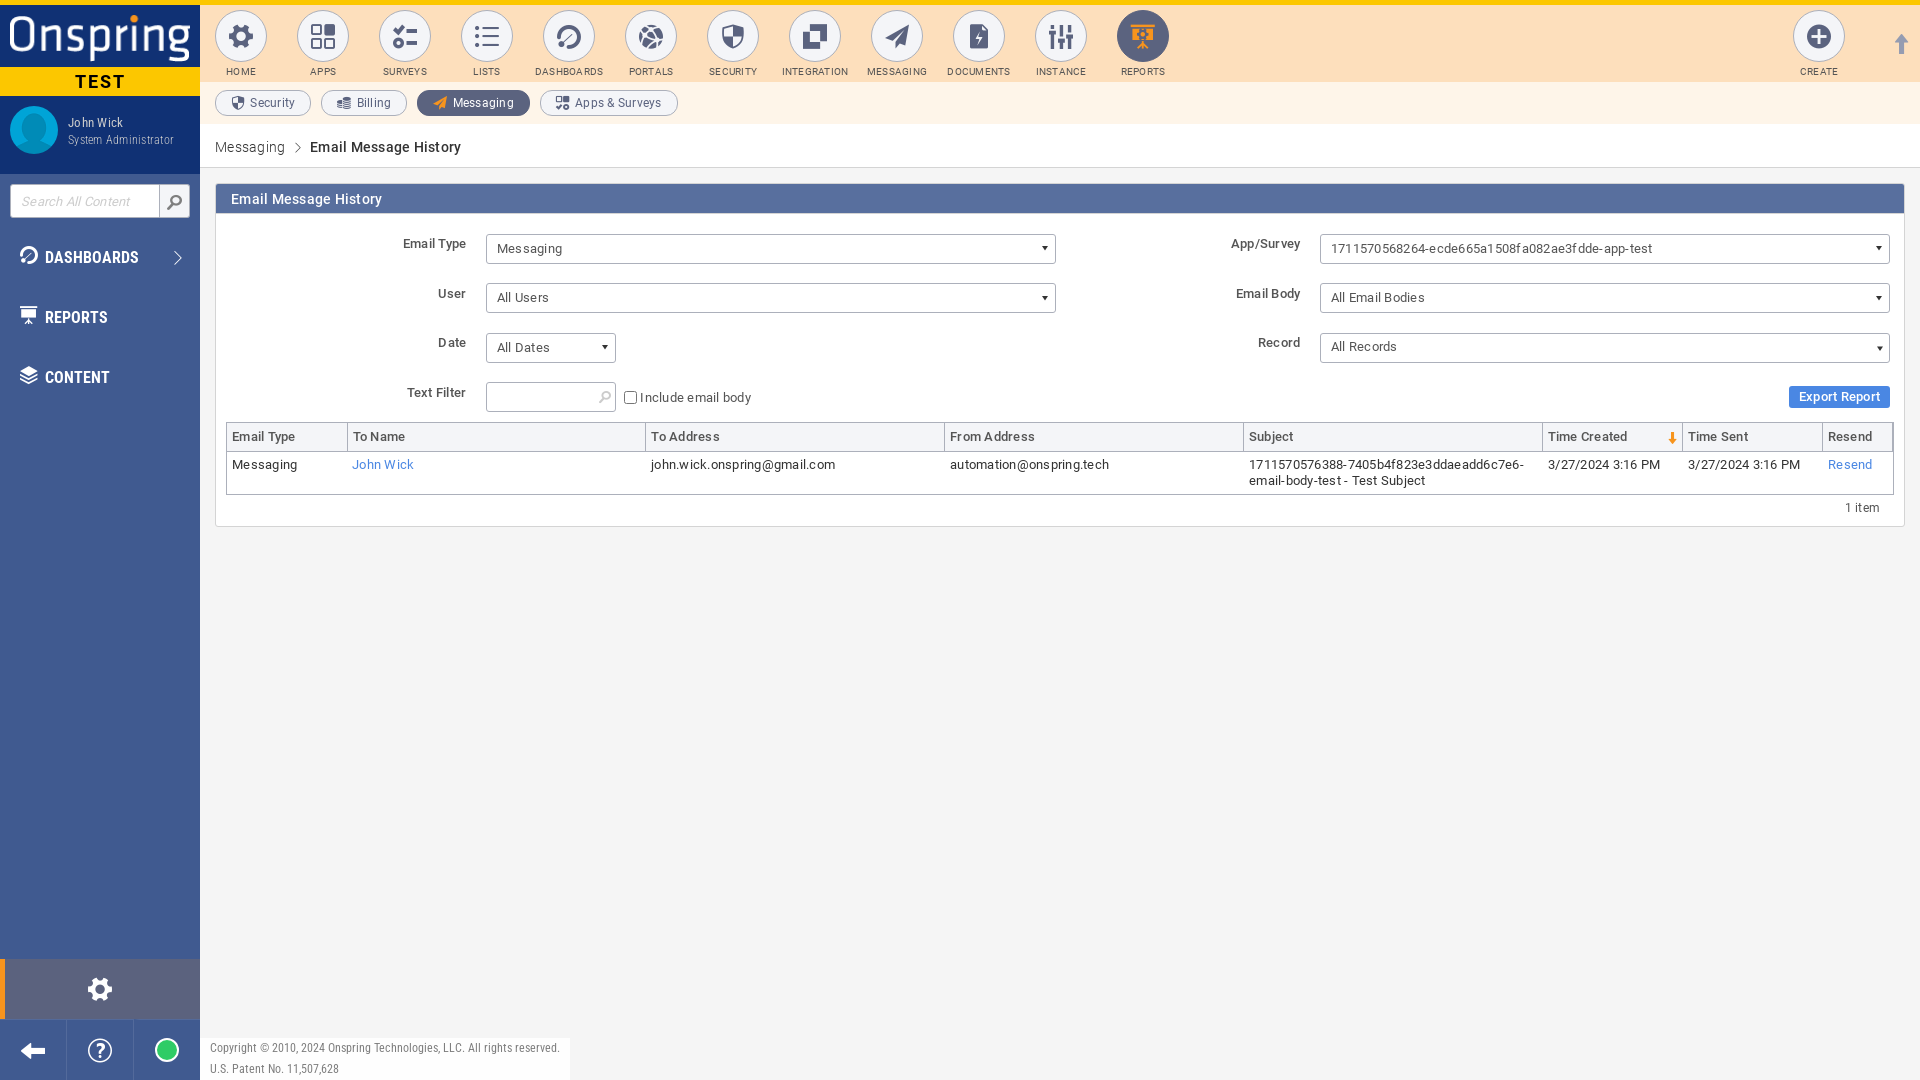 Onspring
TEST
John Wick
System Administrator
Search All Content
DASHBOARDS
REPORTS
CONTENT
HOME
APPS
SURVEYS
LISTS
DASHBOARDS
PORTALS
SECURITY
INTEGRATION
MESSAGING
DOCUMENTS
INSTANCE
REPORTS
CREATE
Security
Billing
Messaging
Apps & Surveys
Messaging > Email Message History
Email Message History
Email Type
Messaging
App/Survey
1711570568264-ecde665a1508fa082ae3fdde-app-test
User
All Users
Email Body
All Email Bodies
Date
All Dates
Record
All Records
Text Filter
Include email body
Export Report
Email Type To Name To Address From Address Subject Time Created Time Sent Resend
Messaging John Wick john.wick.onspring@gmail.com automation@onspring.tech 1711570576388-7405b4f823e3ddaeadd6c7e6- 3/27/2024 3:16 PM 3/27/2024 3:16 PM Resend
email-body-test - Test Subject
1 item
Copyright © 2010, 2024 Onspring Technologies, LLC. All rights reserved.
U.S. Patent No. 11,507,628